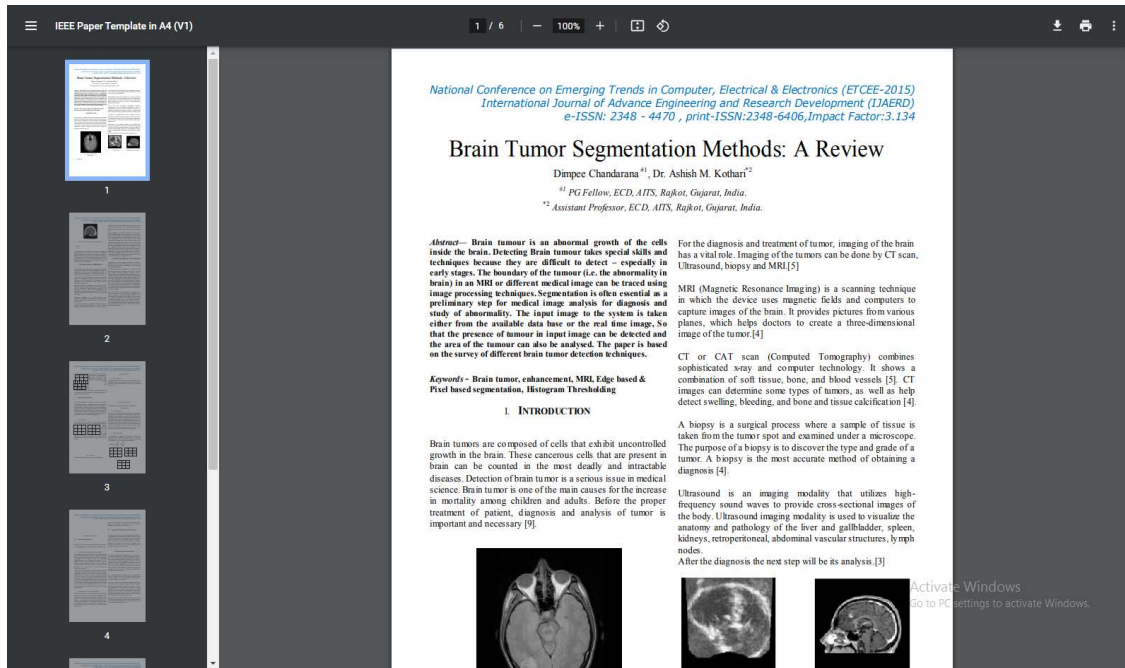 IEEE Paper Template in A4 (V1)
1 / 6
100%
1
2
3
4
National Conference on Emerging Trends in Computer, Electrical & Electronics (ETCEE-2015)
International Journal of Advance Engineering and Research Development (IJAERD)
e-ISSN: 2348 - 4470 , print-ISSN:2348-6406,Impact Factor:3.134
Brain Tumor Segmentation Methods: A Review
Dimpee Chandarana#1, Dr. Ashish M. Kothari*2
#1 PG Fellow, ECD, AITS, Rajkot, Gujarat, India.
*2 Assistant Professor, ECD, AITS, Rajkot, Gujarat, India.
Abstract— Brain tumour is an abnormal growth of the cells
inside the brain. Detecting Brain tumour takes special skills and
techniques because they are difficult to detect – especially in
early stages. The boundary of the tumour (i.e. the abnormality in
brain) in an MRI or different medical image can be traced using
image processing techniques. Segmentation is often essential as a
preliminary step for medical image analysis for diagnosis and
study of abnormality. The input image to the system is taken
either from the available data base or the real time image, So
that the presence of tumour in input image can be detected and
the area of the tumour can also be analysed. The paper is based
on the survey of different brain tumor detection techniques.
Keywords - Brain tumor, enhancement, MRI, Edge based &
Pixel based segmentation, Histogram Thresholding
I. INTRODUCTION
Brain tumors are composed of cells that exhibit uncontrolled
growth in the brain. These cancerous cells that are present in
brain can be counted in the most deadly and intractable
diseases. Detection of brain tumor is a serious issue in medical
science. Brain tumor is one of the main causes for the increase
in mortality among children and adults. Before the proper
treatment of patient, diagnosis and analysis of tumor is
important and necessary [9].
For the diagnosis and treatment of tumor, imaging of the brain
has a vital role. Imaging of the tumors can be done by CT scan,
Ultrasound, biopsy and MRI.[5]
MRI (Magnetic Resonance Imaging) is a scanning technique
in which the device uses magnetic fields and computers to
capture images of the brain. It provides pictures from various
planes, which helps doctors to create a three-dimensional
image of the tumor.[4]
CT or CAT scan (Computed Tomography) combines
sophisticated x-ray and computer technology. It shows a
combination of soft tissue, bone, and blood vessels [5]. CT
images can determine some types of tumors, as well as help
detect swelling, bleeding, and bone and tissue calcification [4].
A biopsy is a surgical process where a sample of tissue is
taken from the tumor spot and examined under a microscope.
The purpose of a biopsy is to discover the type and grade of a
tumor. A biopsy is the most accurate method of obtaining a
diagnosis [4].
Ultrasound is an imaging modality that utilizes high-
frequency sound waves to provide cross-sectional images of
the body. Ultrasound imaging modality is used to visualize the
anatomy and pathology of the liver and gallbladder, spleen,
kidneys, retroperitoneal, abdominal vascular structures, lymph
nodes.
After the diagnosis the next step will be its analysis.[3]
Activate Windows
Go to PC settings to activate Windows.